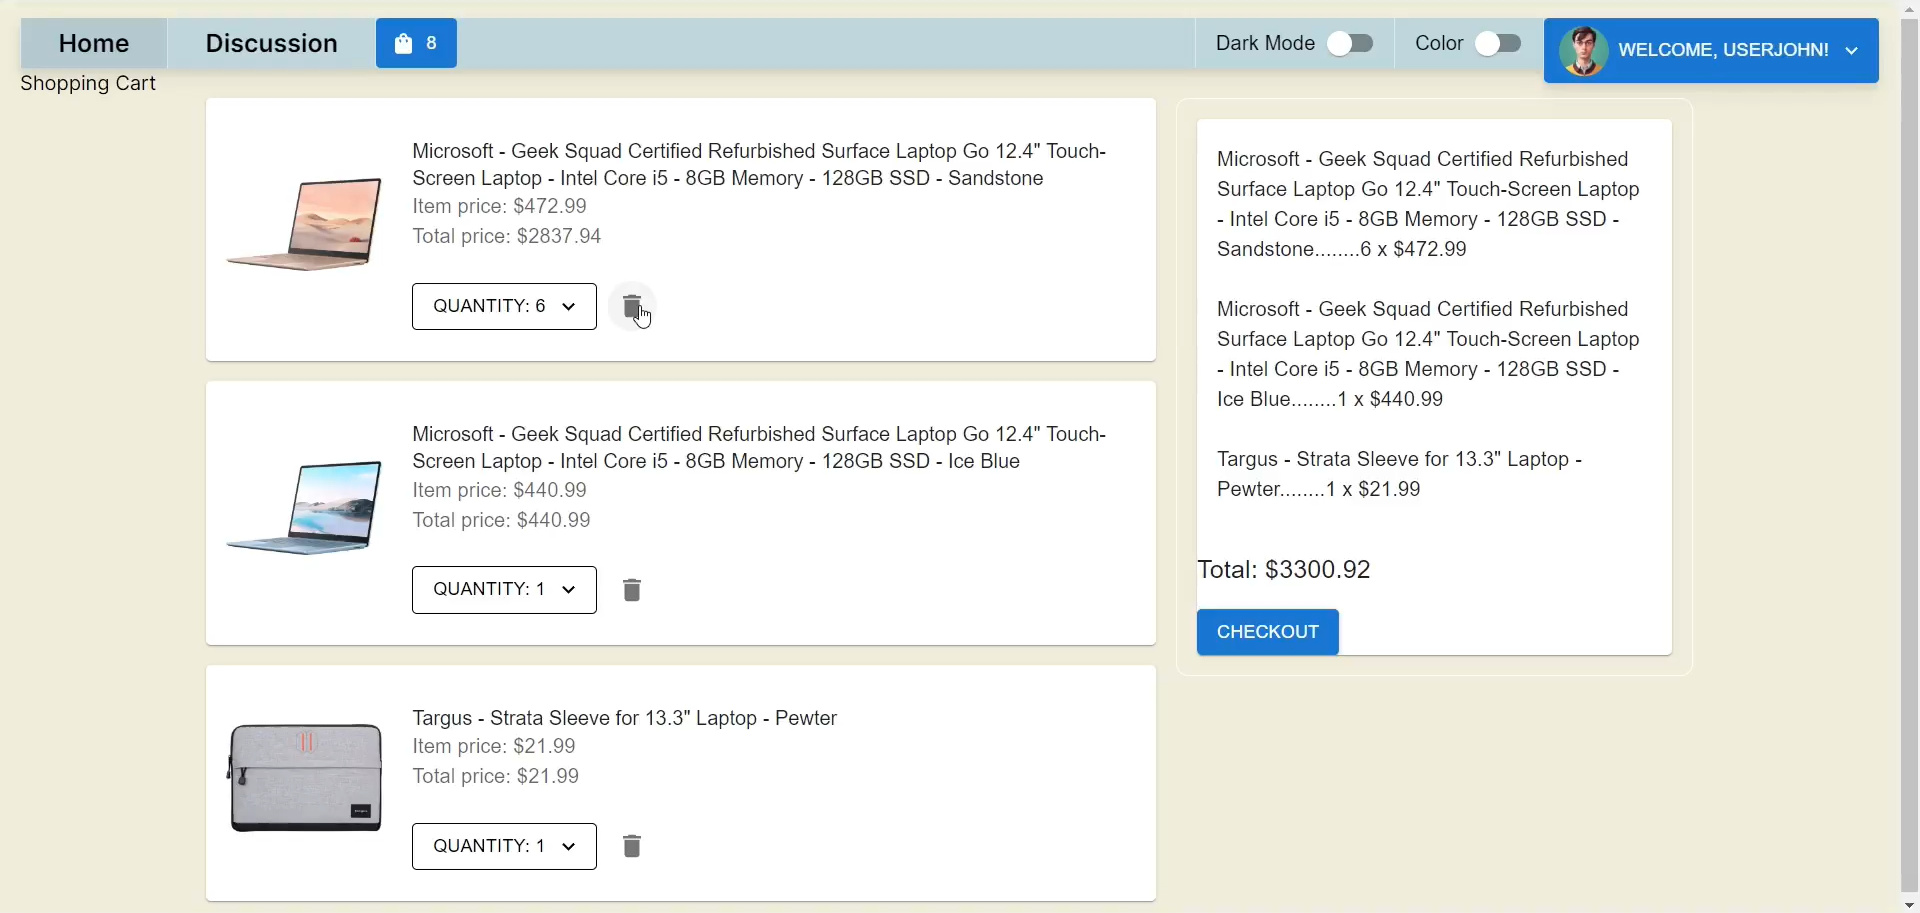 Home
Discussion
8
Dark Mode
Color
WELCOME, USERJOHN!
Shopping Cart
Microsoft - Geek Squad Certified Refurbished Surface Laptop Go 12.4" Touch-
Screen Laptop - Intel Core i5 - 8GB Memory - 128GB SSD - Sandstone
Item price: $472.99
Total price: $2837.94
QUANTITY: 6
Microsoft - Geek Squad Certified Refurbished Surface Laptop Go 12.4" Touch-
Screen Laptop - Intel Core i5 - 8GB Memory - 128GB SSD - Ice Blue
Item price: $440.99
Total price: $440.99
QUANTITY: 1
Targus - Strata Sleeve for 13.3" Laptop - Pewter
Item price: $21.99
Total price: $21.99
QUANTITY: 1
Microsoft - Geek Squad Certified Refurbished
Surface Laptop Go 12.4" Touch-Screen Laptop
- Intel Core i5 - 8GB Memory - 128GB SSD -
Sandstone........6 x $472.99
Microsoft - Geek Squad Certified Refurbished
Surface Laptop Go 12.4" Touch-Screen Laptop
- Intel Core i5 - 8GB Memory - 128GB SSD -
Ice Blue........1 x $440.99
Targus - Strata Sleeve for 13.3" Laptop -
Pewter........1 x $21.99
Total: $3300.92
CHECKOUT